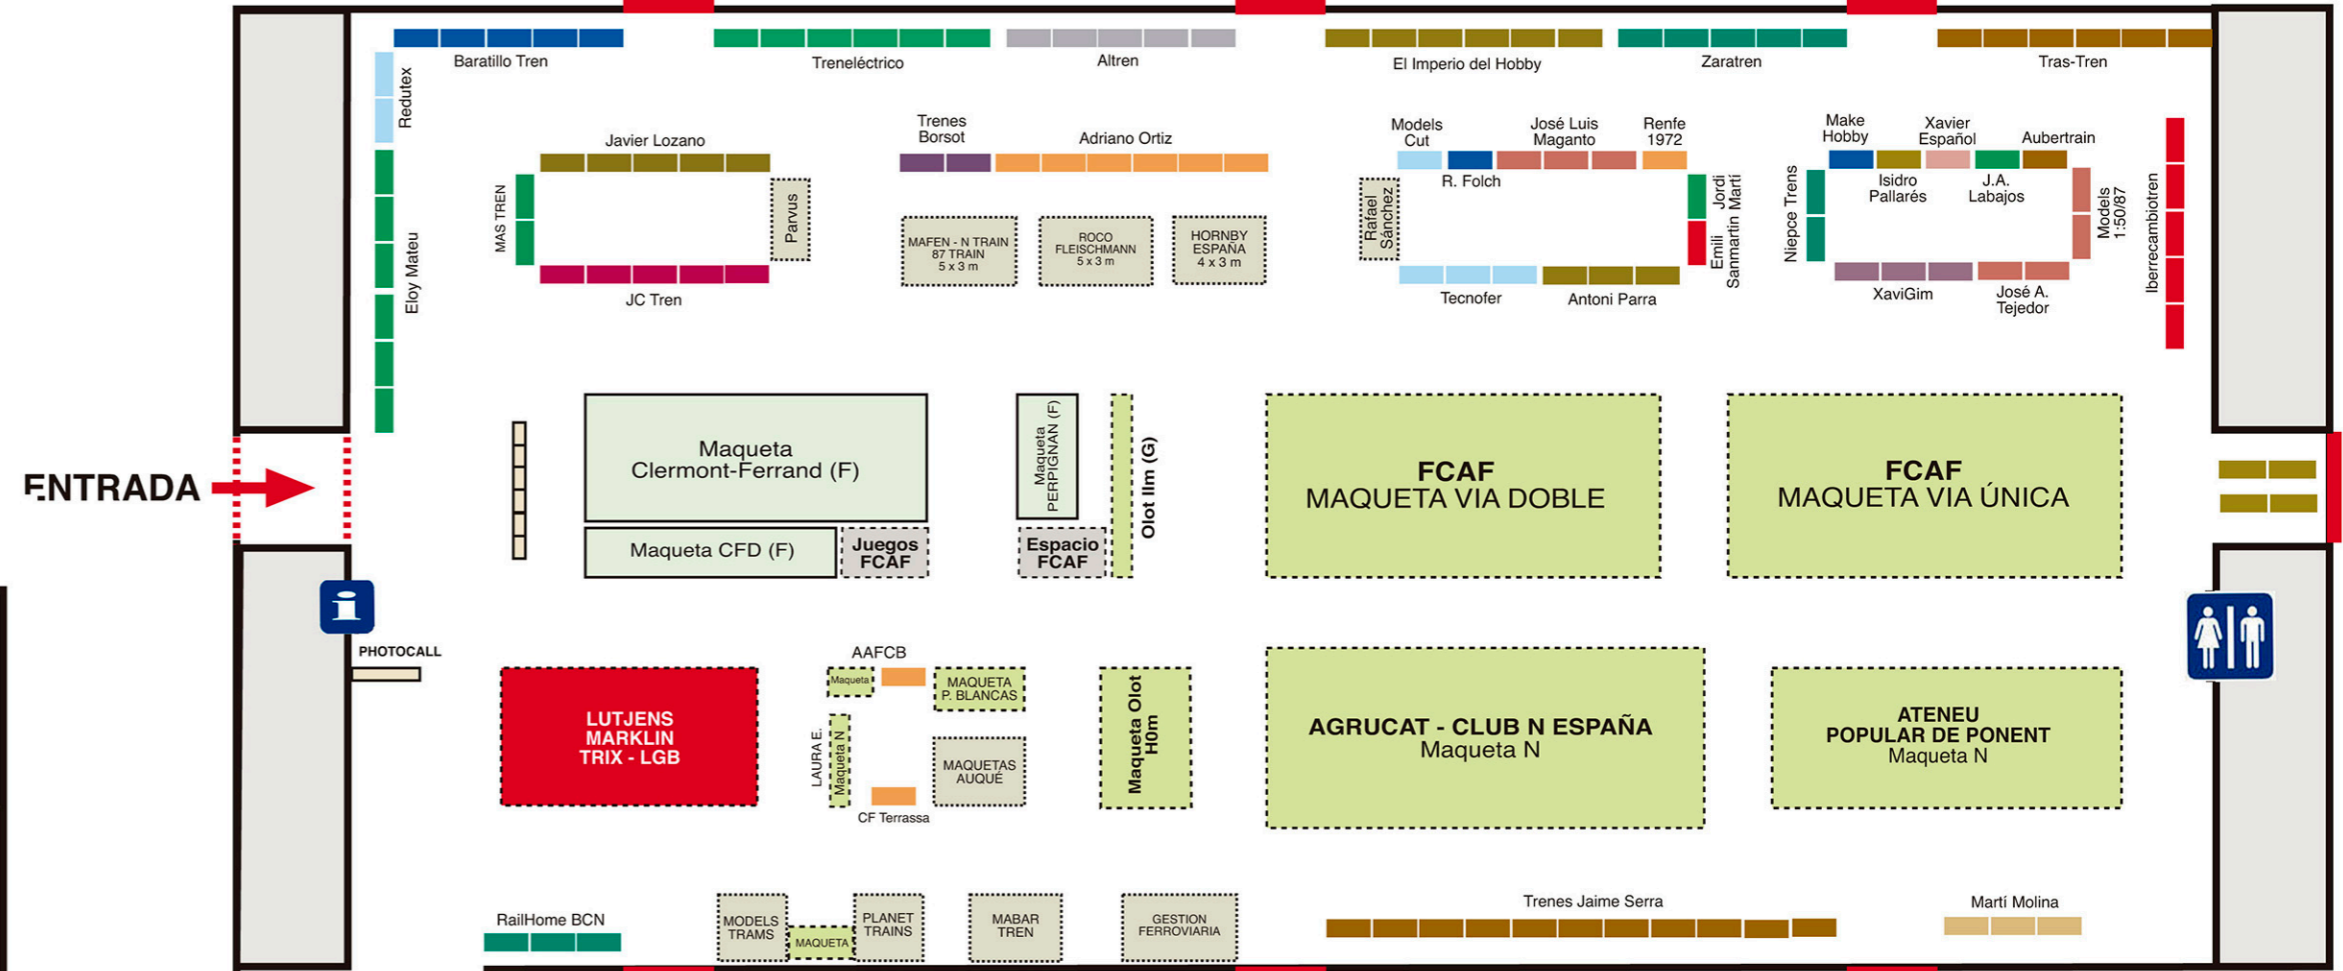 Baratillo Tren
Treneléctrico
Altren
El Imperio del Hobby
Zaratren
Tras-Tren
Redutex
Eloy Mateu
Javier Lozano
MAS TREN
Parvus
JC Tren
Trenes
Borsot
Adriano Ortiz
MAFEN - N TRAIN
87 TRAIN
5 x 3 m
ROCO
FLEISCHMANN
5 x 3 m
HORNBY
ESPAÑA
4 x 3 m
Models
Cut
R. Folch
José Luis
Maganto
Renfe
1972
Rafael
Sánchez
Jordi
Sanmartín Martí
Emili
Tecnofer
Antoni Parra
Make
Hobby
Isidro
Pallarés
Xavier
Español
J.A.
Labajos
Aubertrain
Niepce Trens
Models
1:50/87
XaviGim
José A.
Tejedor
Iberrecambiotren
ENTRADA
Maqueta
Clermont-Ferrand (F)
Maqueta CFD (F)
Juegos
FCAF
Maqueta
PERPIGNAN (F)
Espacio
FCAF
Olot IIm (G)
FCAF
MAQUETA VIA DOBLE
FCAF
MAQUETA VIA ÚNICA
i
PHOTOCALL
LUTJENS
MARKLIN
TRIX - LGB
AAFCB
Maqueta
MAQUETA
P. BLANCAS
LAURA E.
Maqueta N
MAQUETAS
AUQUÉ
CF Terrassa
Maqueta Olot
H0m
AGRUCAT - CLUB N ESPAÑA
Maqueta N
ATENEU
POPULAR DE PONENT
Maqueta N
RailHome BCN
MODELS
TRAMS
MAQUETA
PLANET
TRAINS
MABAR
TREN
GESTION
FERROVIARIA
Trenes Jaime Serra
Martí Molina